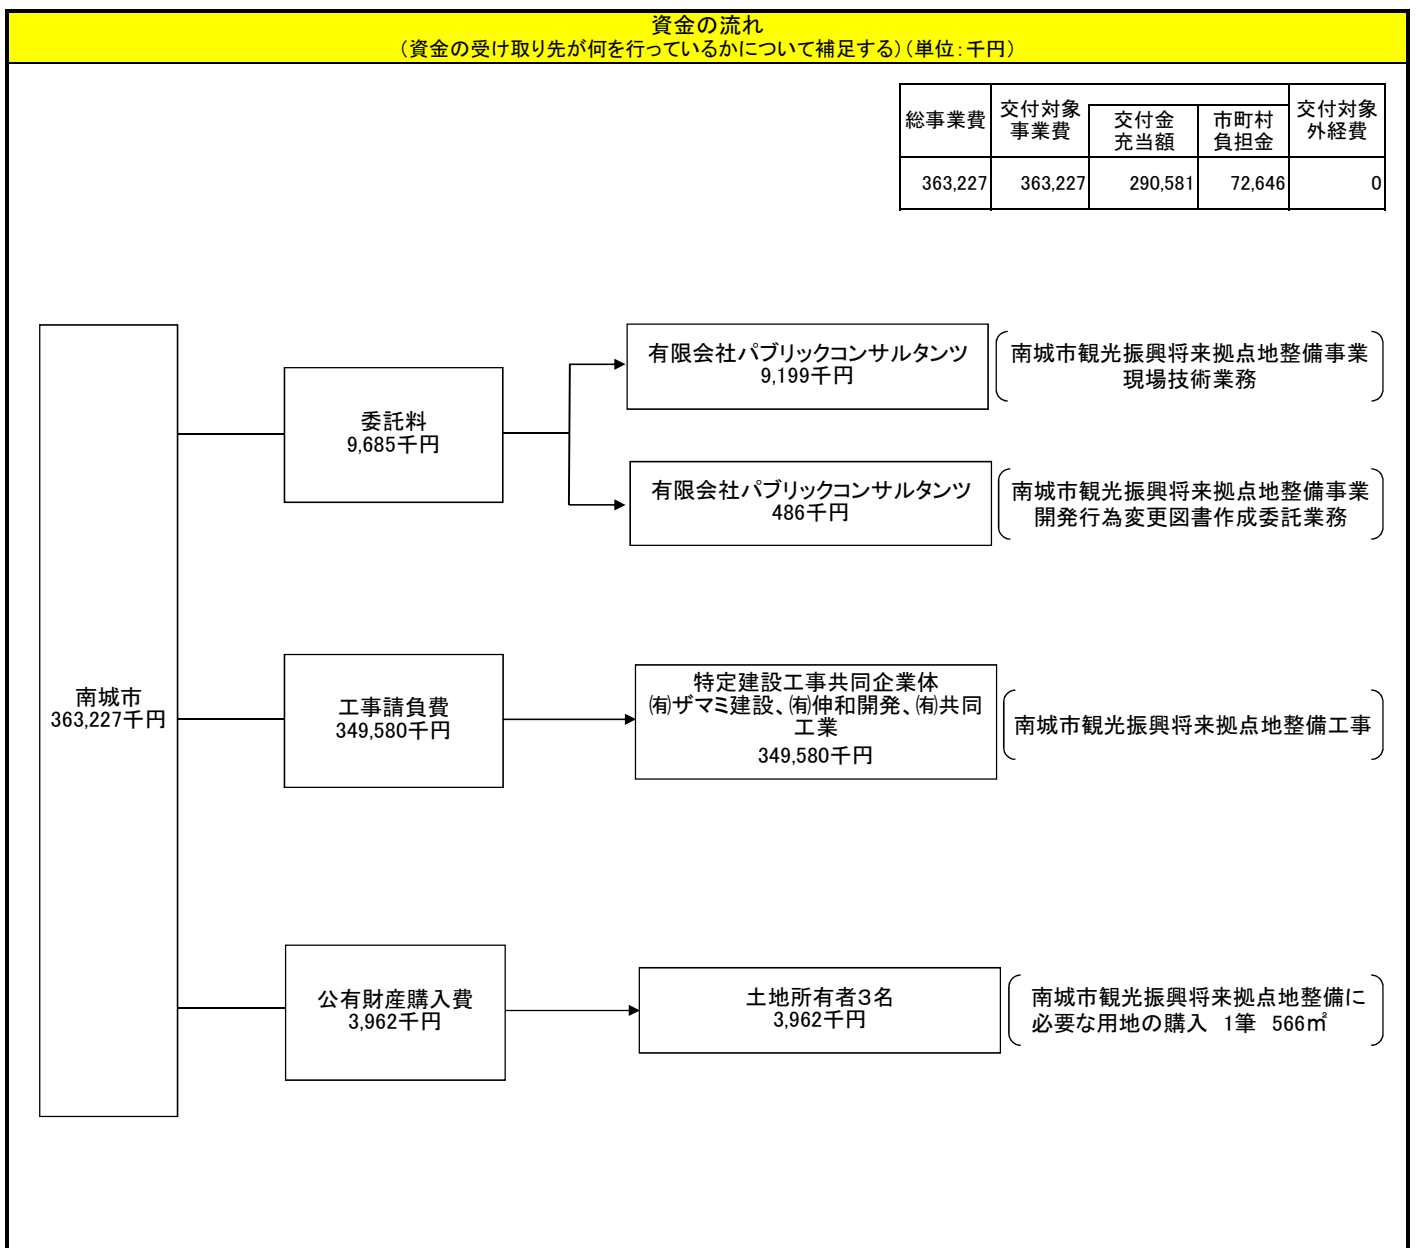 資金の流れ
（資金の受け取り先が何を行っているかについて補足する）（単位：千円）
総事業費
交付対象
事業費
交付金
充当額
市町村
負担金
交付対象
外経費
363,227
363,227
290,581
72,646
0
南城市
363,227千円
委託料
9,685千円
有限会社パブリックコンサルタンツ
9,199千円
南城市観光振興将来拠点地整備事業
現場技術業務
有限会社パブリックコンサルタンツ
486千円
南城市観光振興将来拠点地整備事業
開発行為変更図書作成委託業務
工事請負費
349,580千円
特定建設工事共同企業体
㈲ザマミ建設、㈲伸和開発、㈲共同
工業
349,580千円
南城市観光振興将来拠点地整備工事
公有財産購入費
3,962千円
土地所有者３名
3,962千円
南城市観光振興将来拠点地整備に
必要な用地の購入　1筆　566㎡